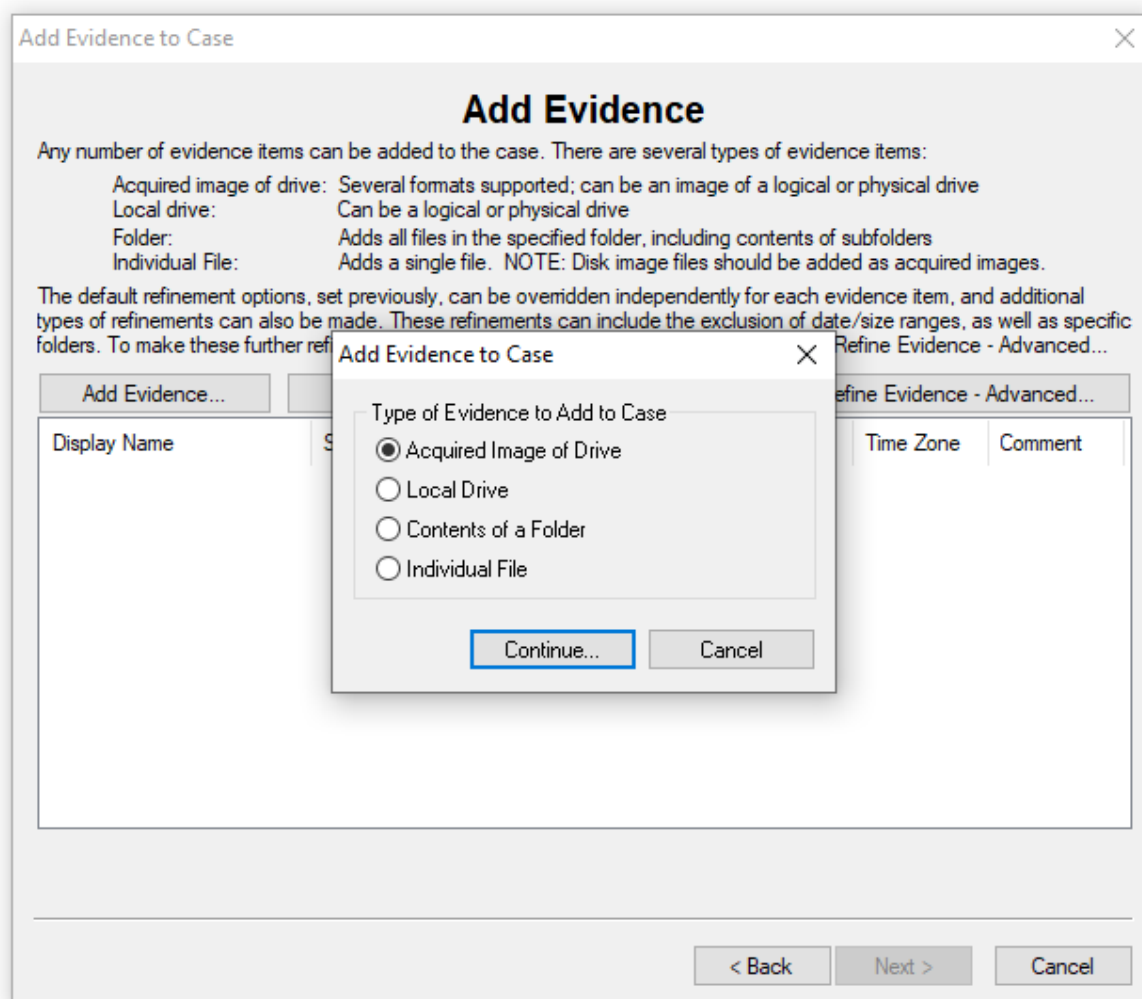 Add Evidence to Case
Add Evidence
Any number of evidence items can be added to the case. There are several types of evidence items:
Acquired image of drive: Several formats supported; can be an image of a logical or physical drive
Local drive: Can be a logical or physical drive
Folder: Adds all files in the specified folder, including contents of subfolders
Individual File: Adds a single file. NOTE: Disk image files should be added as acquired images.
The default refinement options, set previously, can be overridden independently for each evidence item, and additional
types of refinements can also be made. These refinements can include the exclusion of date/size ranges, as well as specific
folders. To make these further Refine Evidence - Advanced...
Add Evidence... Evidence - Advanced...
Display Name Time Zone Comment
Add Evidence to Case
Type of Evidence to Add to Case
Acquired Image of Drive
Local Drive
Contents of a Folder
Individual File
Continue... Cancel
< Back Next > Cancel